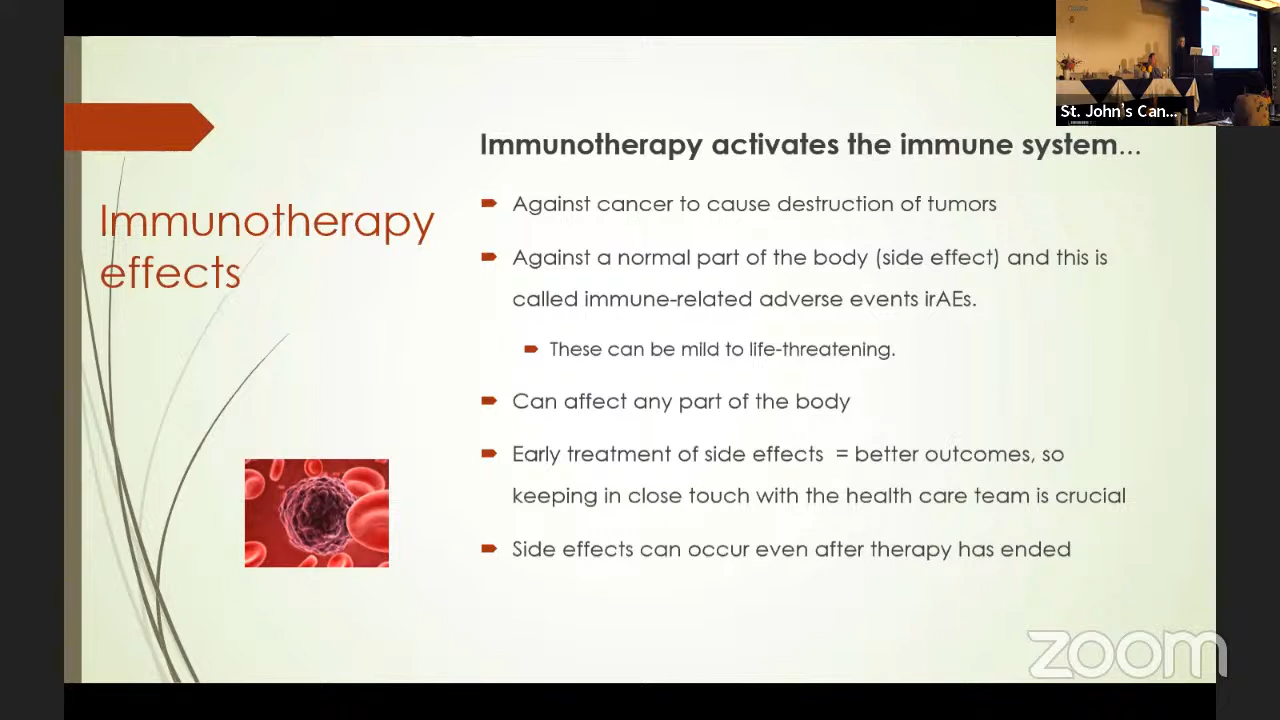 St. John's Can...
Immunotherapy
effects
Immunotherapy activates the immune system...
Against cancer to cause destruction of tumors
Against a normal part of the body (side effect) and this is
called immune-related adverse events irAEs.
These can be mild to life-threatening.
Can affect any part of the body
Early treatment of side effects = better outcomes, so
keeping in close touch with the health care team is crucial
Side effects can occur even after therapy has ended
zoom